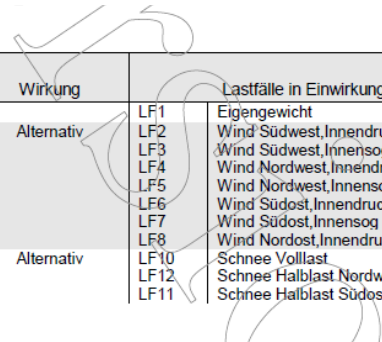 Wirkung Lastfälle in Einwirkung
LF1 Eigengewicht
Alternativ LF2 Wind Südwest,Innendru
LF3 Wind Südwest,Innenso
LF4 Wind Nordwest,Innendr
LF5 Wind Nordwest,Innenso
LF6 Wind Südost,Innendruc
LF7 Wind Südost,Innensog
LF8 Wind Nordost,Innendru
Alternativ LF10 Schnee Volllast
LF12 Schnee Halblast Nordw
LF11 Schnee Halblast Südos